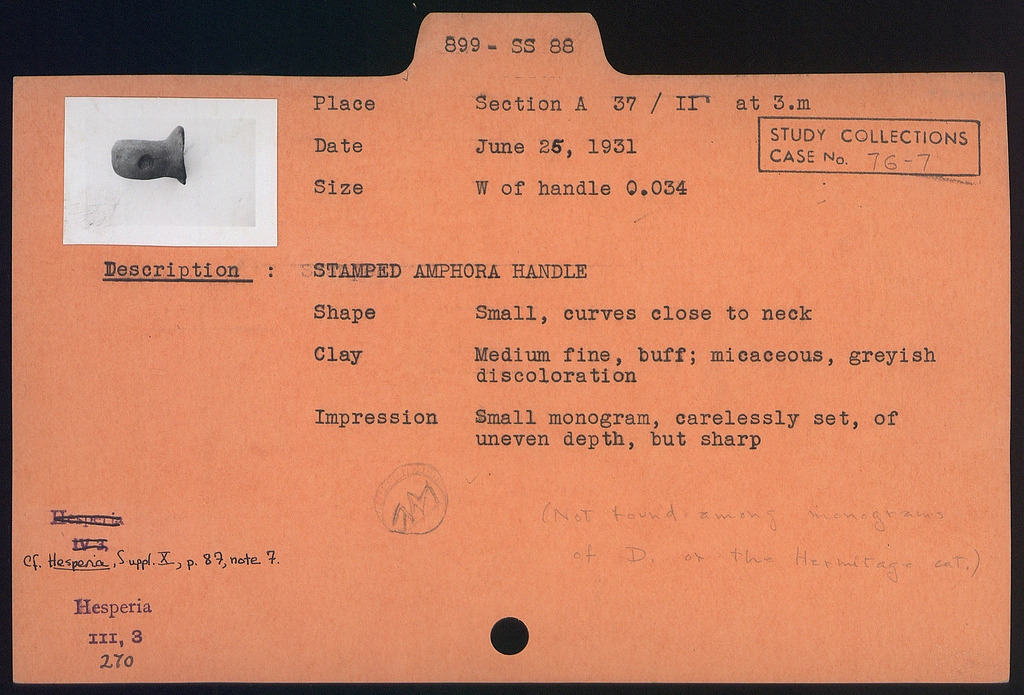 899 - SS 88
Place Section A 37 / II at 3.m
STUDY COLLECTIONS
CASE No. 76-7
Date June 25, 1931
Size W of handle 0.034
Description : STAMPED AMPHORA HANDLE
Shape Small, curves close to neck
Clay Medium fine, buff; micaceous, greyish
discoloration
Impression Small monogram, carelessly set, of
uneven depth, but sharp
(Not found among monograms
of D. or the Hermitage cat.)
Hesperia
IV 3
Cf. Hesperia, Suppl. X, p. 87, note 7.
Hesperia
III, 3
270